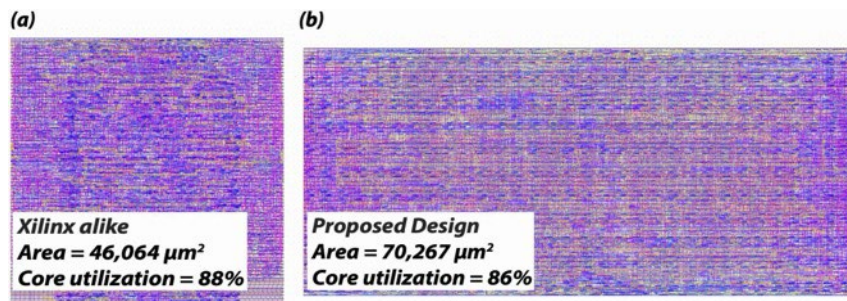 (a)
Xilinx alike
Area = 46,064 μm²
Core utilization = 88%
(b)
Proposed Design
Area = 70,267 μm²
Core utilization = 86%